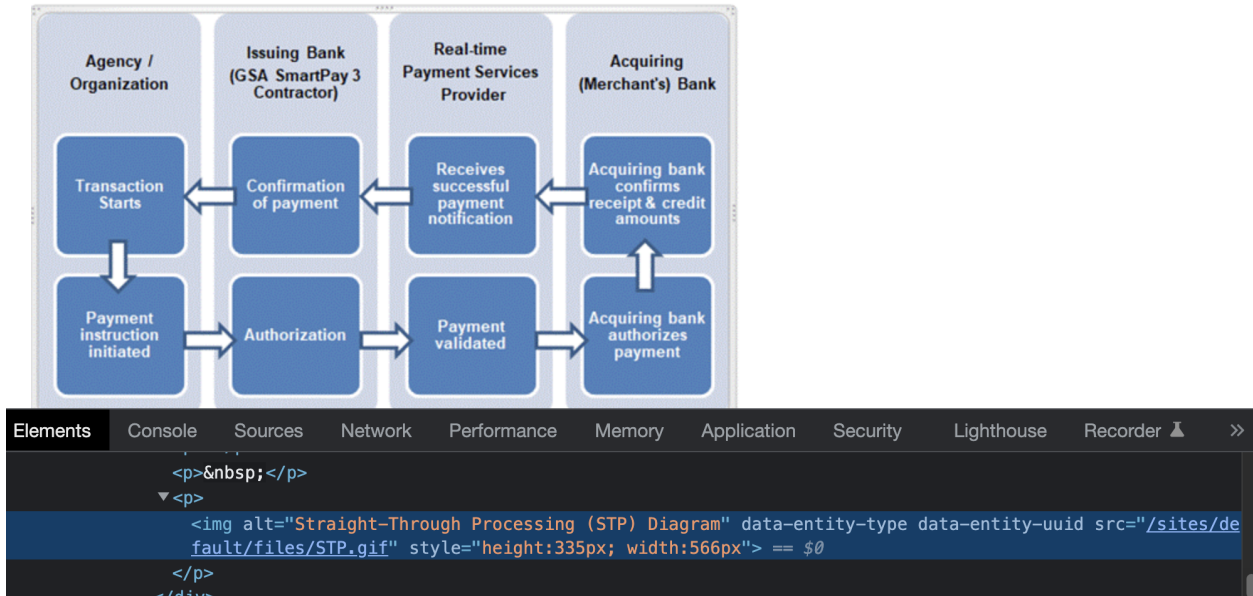 Agency /
Organization
Issuing Bank
(GSA SmartPay 3
Contractor)
Real-time
Payment Services
Provider
Acquiring
(Merchant's) Bank
Transaction
Starts
Confirmation
of payment
Receives
successful
payment
notification
Acquiring bank
confirms
receipt & credit
amounts
Payment
instruction
initiated
Authorization
Payment
validated
Acquiring bank
authorizes
payment
Elements Console Sources Network Performance Memory Application Security Lighthouse Recorder »
<p>&nbsp;</p>
▼<p>
<img alt="Straight-Through Processing (STP) Diagram" data-entity-type data-entity-uuid src="/sites/de
fault/files/STP.gif" style="height:335px; width:566px"> == $0
</p>
</div>